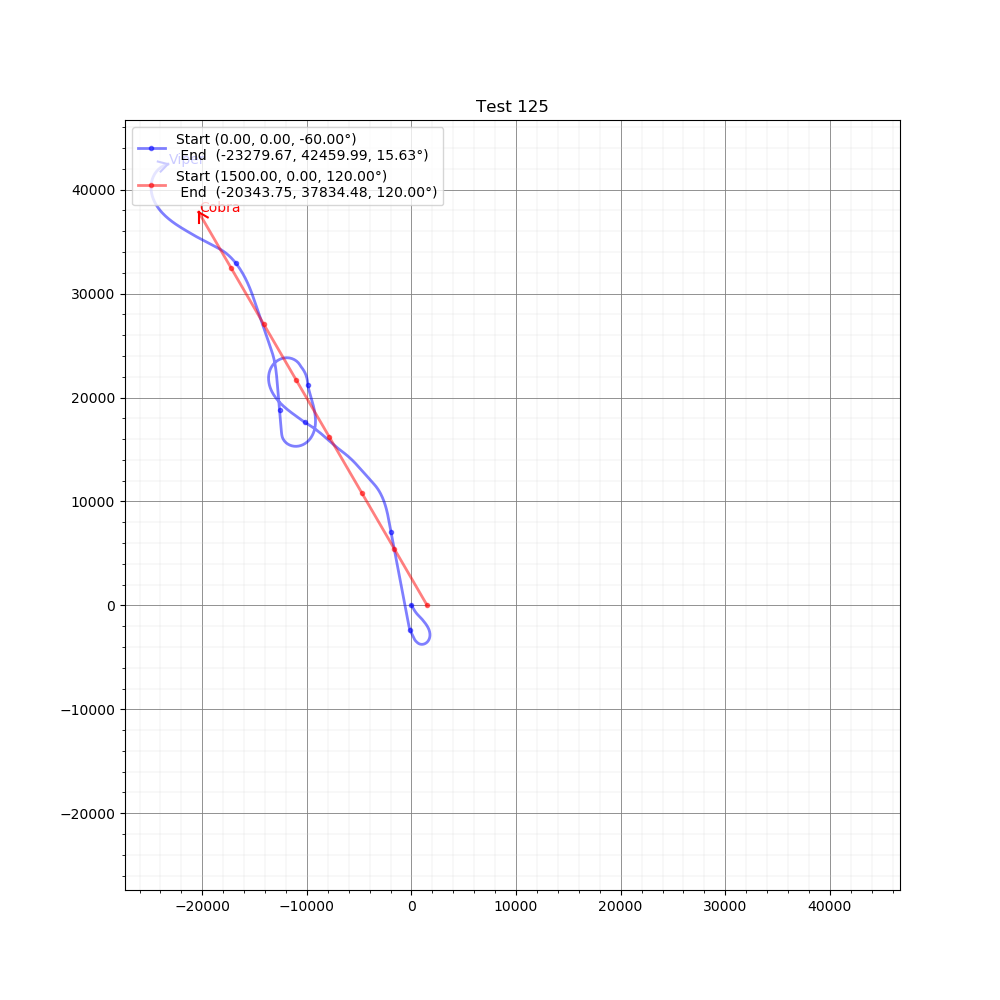 Test 125
Start (0.00, 0.00, -60.00°)
End (-23279.67, 42459.99, 15.63°)
Start (1500.00, 0.00, 120.00°)
End (-20343.75, 37834.48, 120.00°)
Viper
Cobra
40000
30000
20000
10000
0
−10000
−20000
−20000 −10000 0 10000 20000 30000 40000